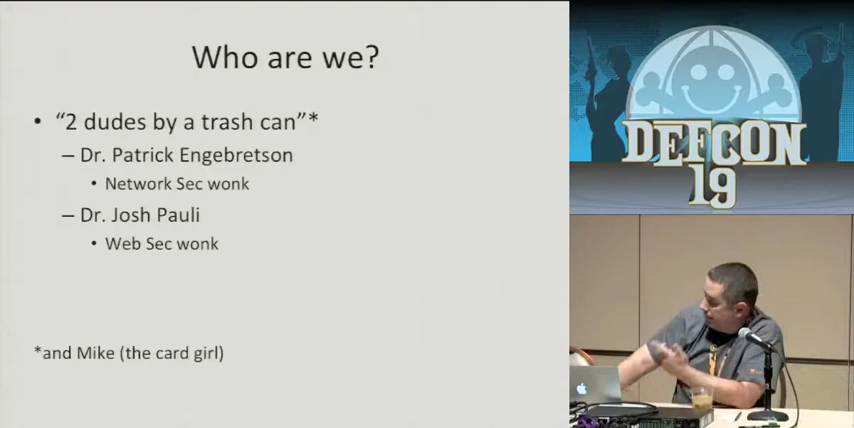 Who are we?
• “2 dudes by a trash can”*
– Dr. Patrick Engebretson
• Network Sec wonk
– Dr. Josh Pauli
• Web Sec wonk
*and Mike (the card girl)
DEFCON
19